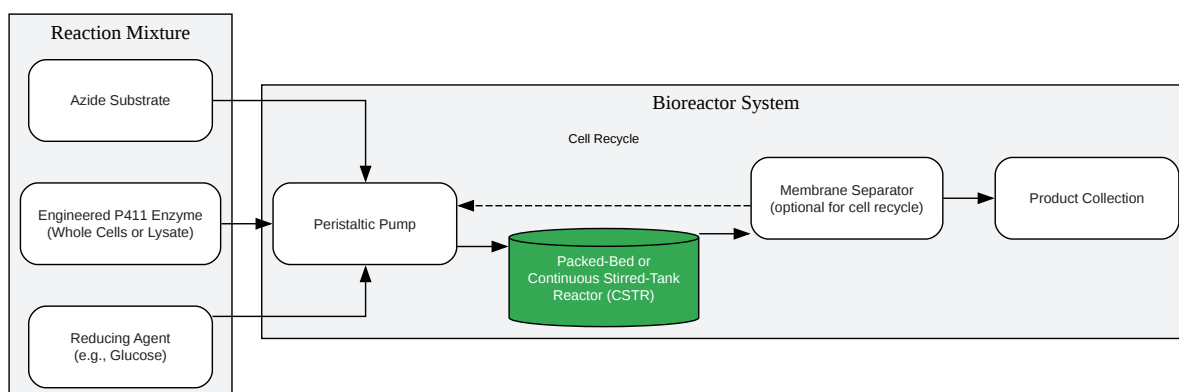 Reaction Mixture
Azide Substrate
Engineered P411 Enzyme
(Whole Cells or Lysate)
Reducing Agent
(e.g., Glucose)
Bioreactor System
Cell Recycle
Peristaltic Pump
Packed-Bed or
Continuous Stirred-Tank
Reactor (CSTR)
Membrane Separator
(optional for cell recycle)
Product Collection